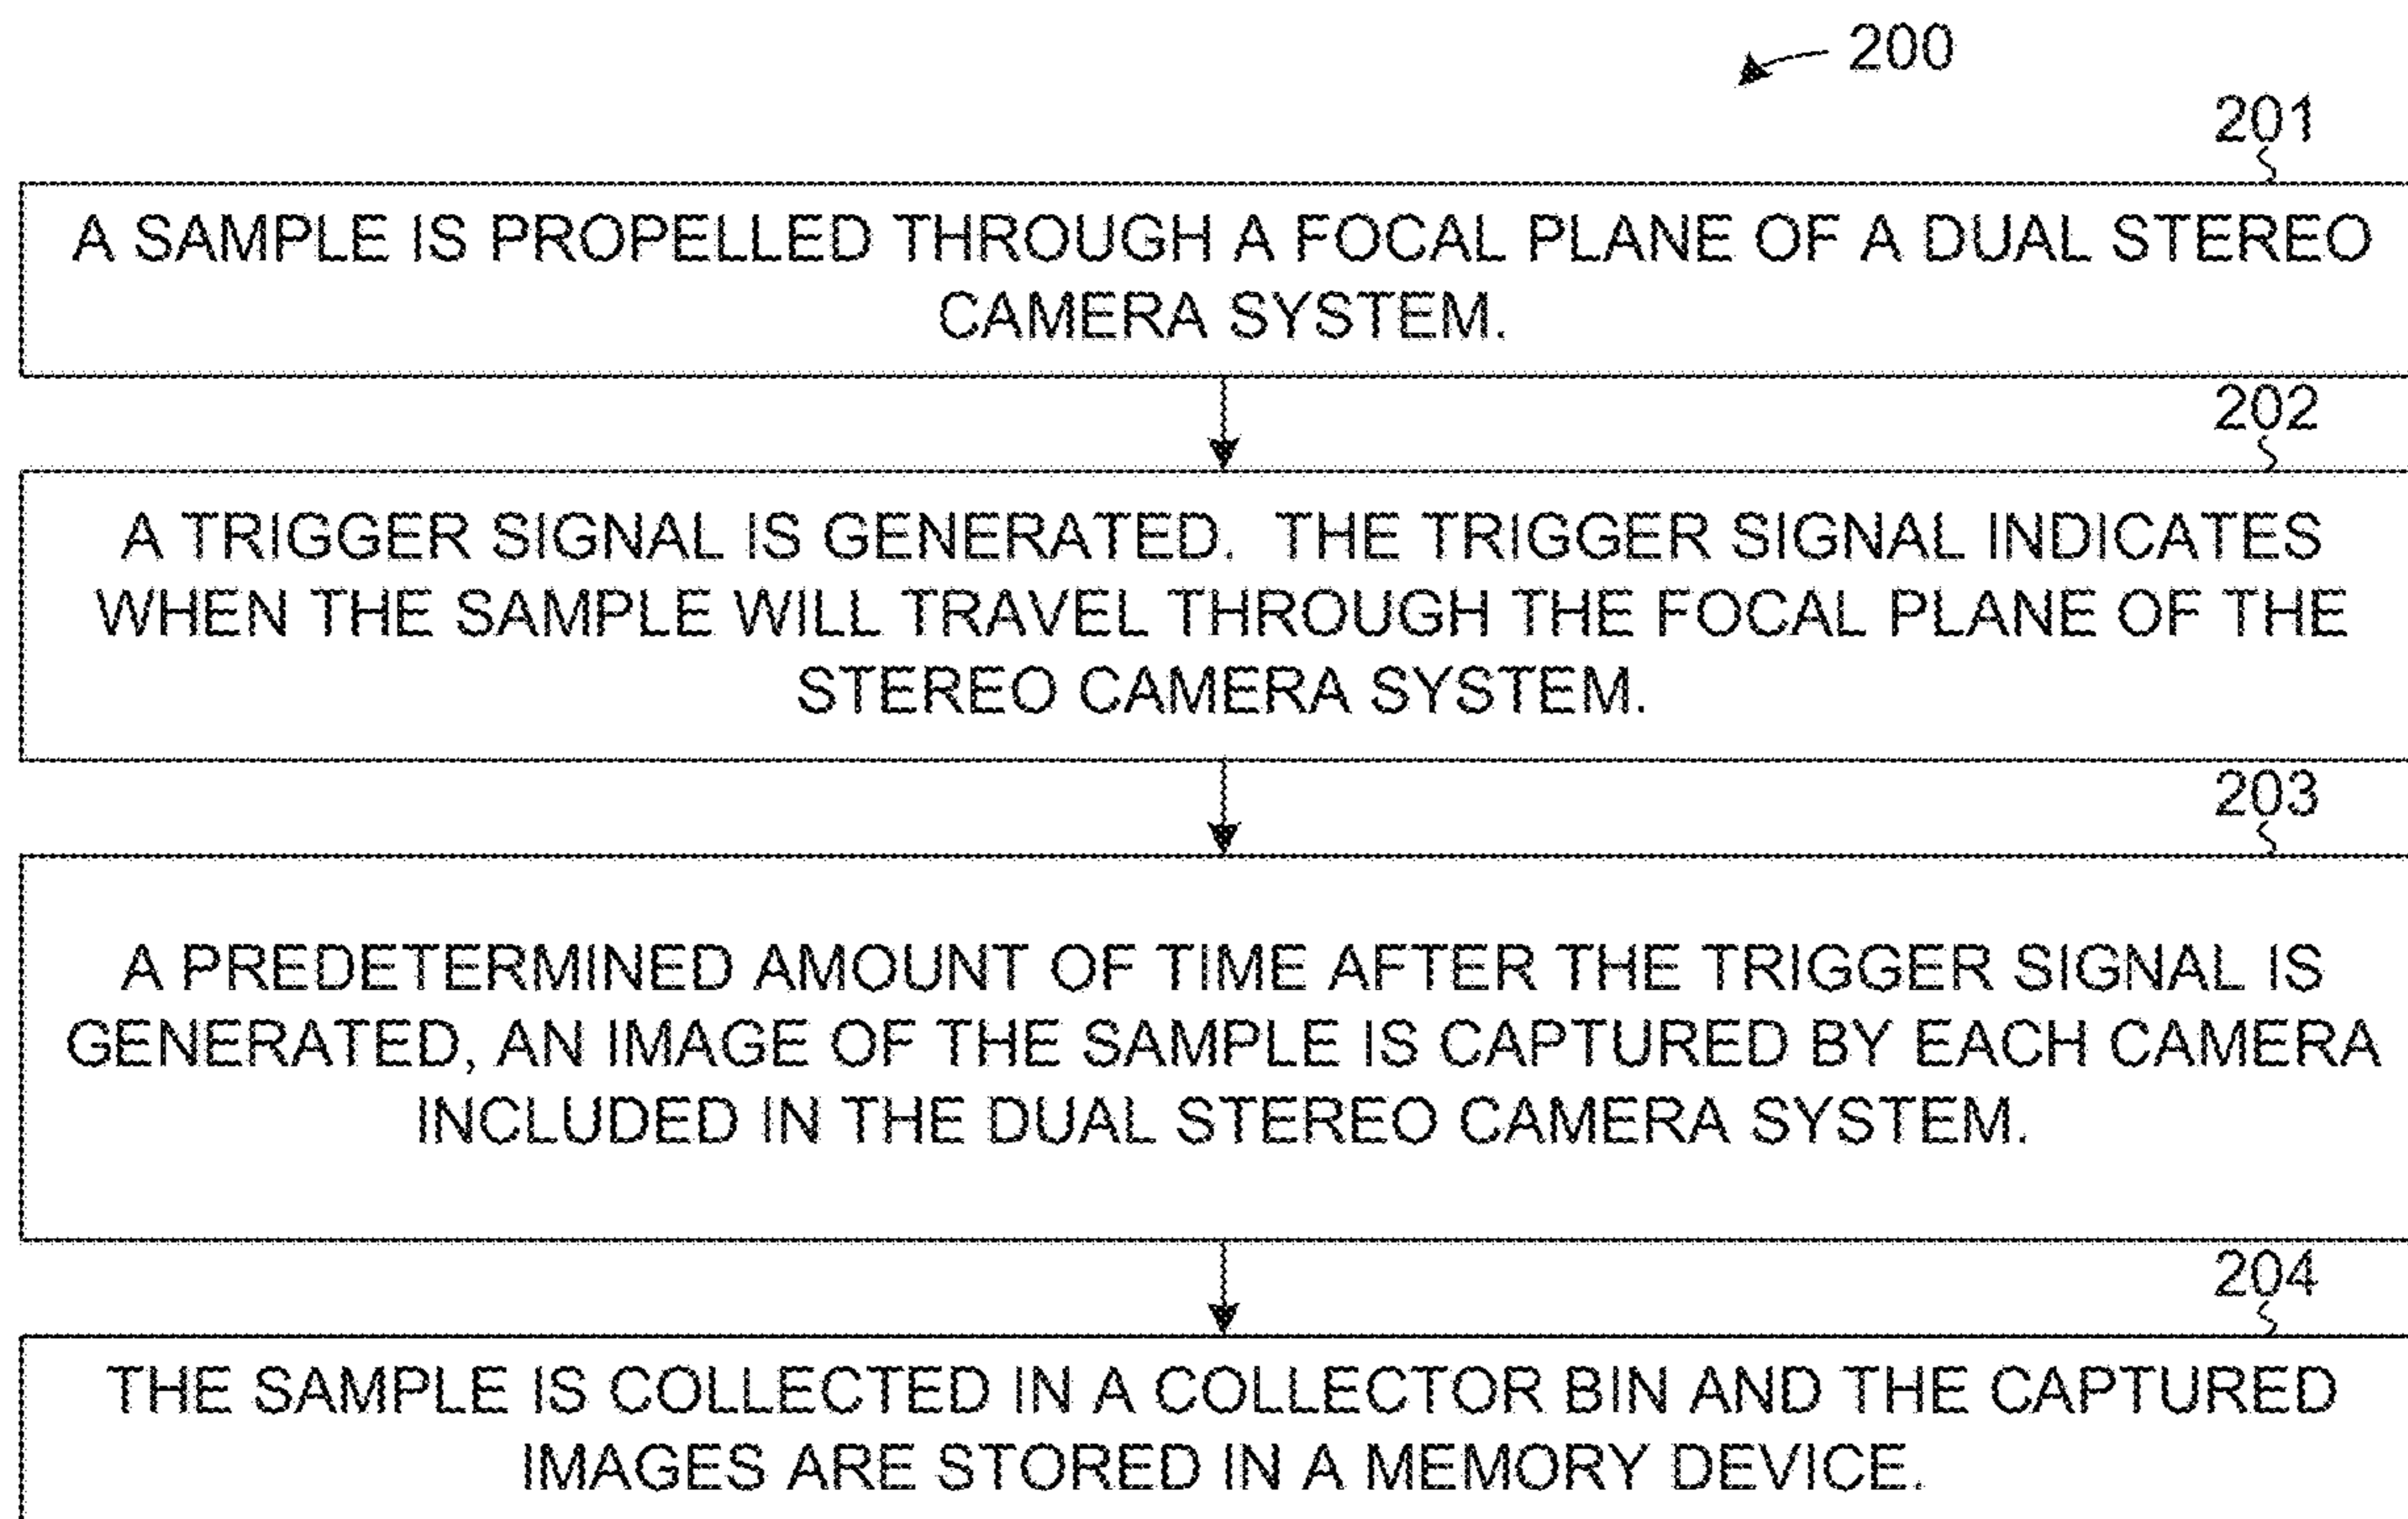 200
201
A SAMPLE IS PROPELLED THROUGH A FOCAL PLANE OF A DUAL STEREO
CAMERA SYSTEM.
202
A TRIGGER SIGNAL IS GENERATED. THE TRIGGER SIGNAL INDICATES
WHEN THE SAMPLE WILL TRAVEL THROUGH THE FOCAL PLANE OF THE
STEREO CAMERA SYSTEM.
203
A PREDETERMINED AMOUNT OF TIME AFTER THE TRIGGER SIGNAL IS
GENERATED, AN IMAGE OF THE SAMPLE IS CAPTURED BY EACH CAMERA
INCLUDED IN THE DUAL STEREO CAMERA SYSTEM.
204
THE SAMPLE IS COLLECTED IN A COLLECTOR BIN AND THE CAPTURED
IMAGES ARE STORED IN A MEMORY DEVICE.